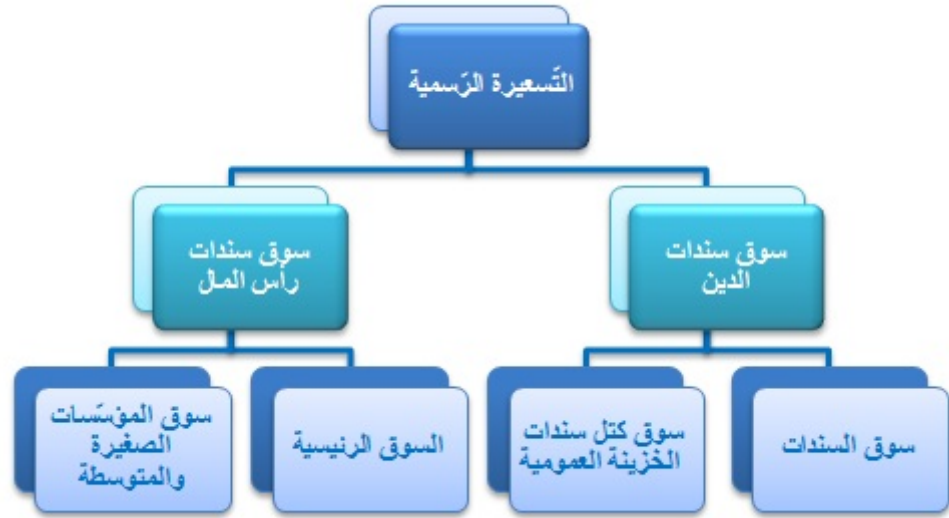 التّسعيرة الرّسمية
سوق سندات
الدين
سوق سندات
رأس المال
سوق السندات
سوق كتل سندات
الخزينة العمومية
السوق الرئيسية
سوق المؤسّسات
الصغيرة
والمتوسطة